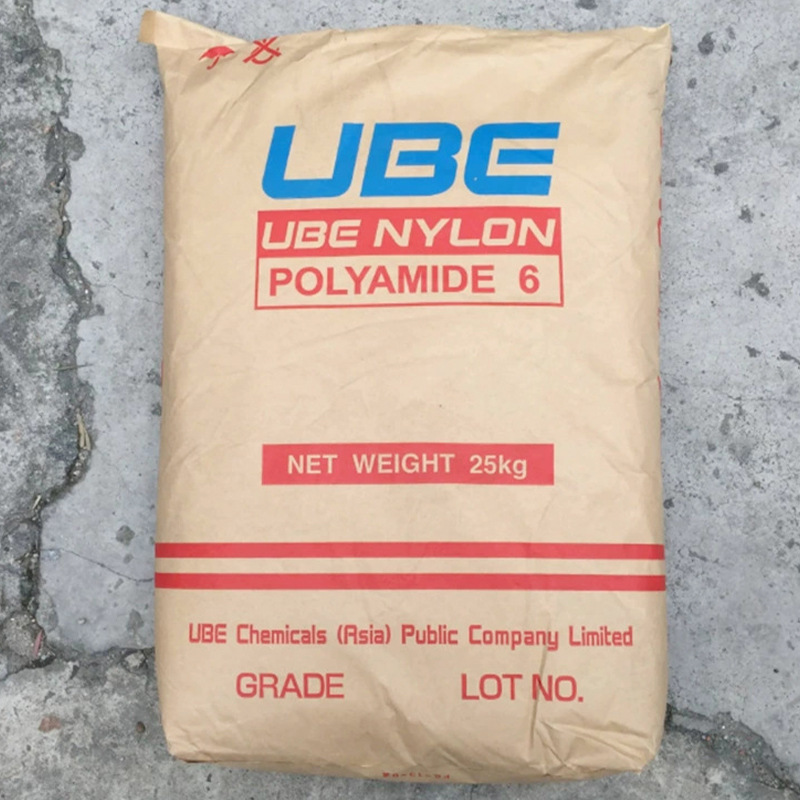 UBE
UBE NYLON
POLYAMIDE 6
NET WEIGHT 25kg
UBE Chemicals (Asia) Public Company Limited
GRADE LOT NO.